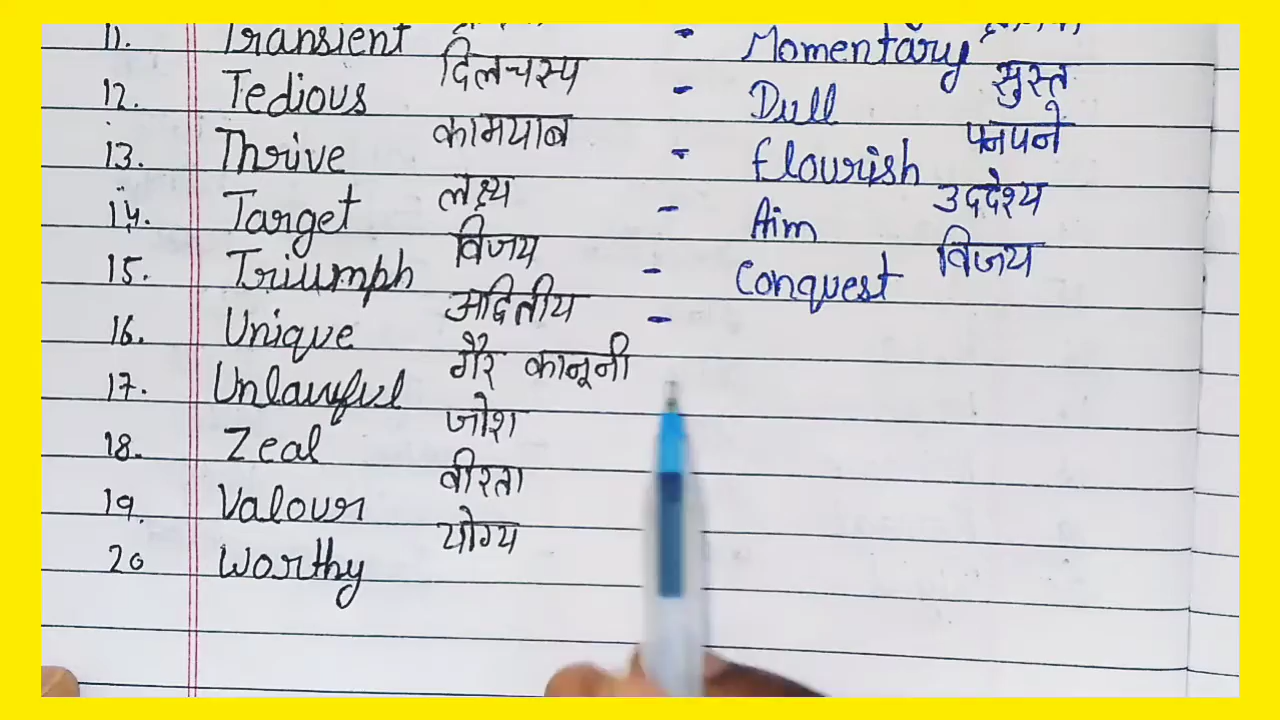 11. Transient - Momentary
12. Tedious दिलचस्प - Dull सुस्त
13. Thrive कामयाब - flourish पनपने
14. Target लक्ष्य - Aim उददेश्य
15. Triumph विजय - Conquest विजय
16. Unique अद्वितीय -
17. Unlawful गैर कानूनी
18. Zeal जोश
19. Valour वीरता
20 Worthy योग्य